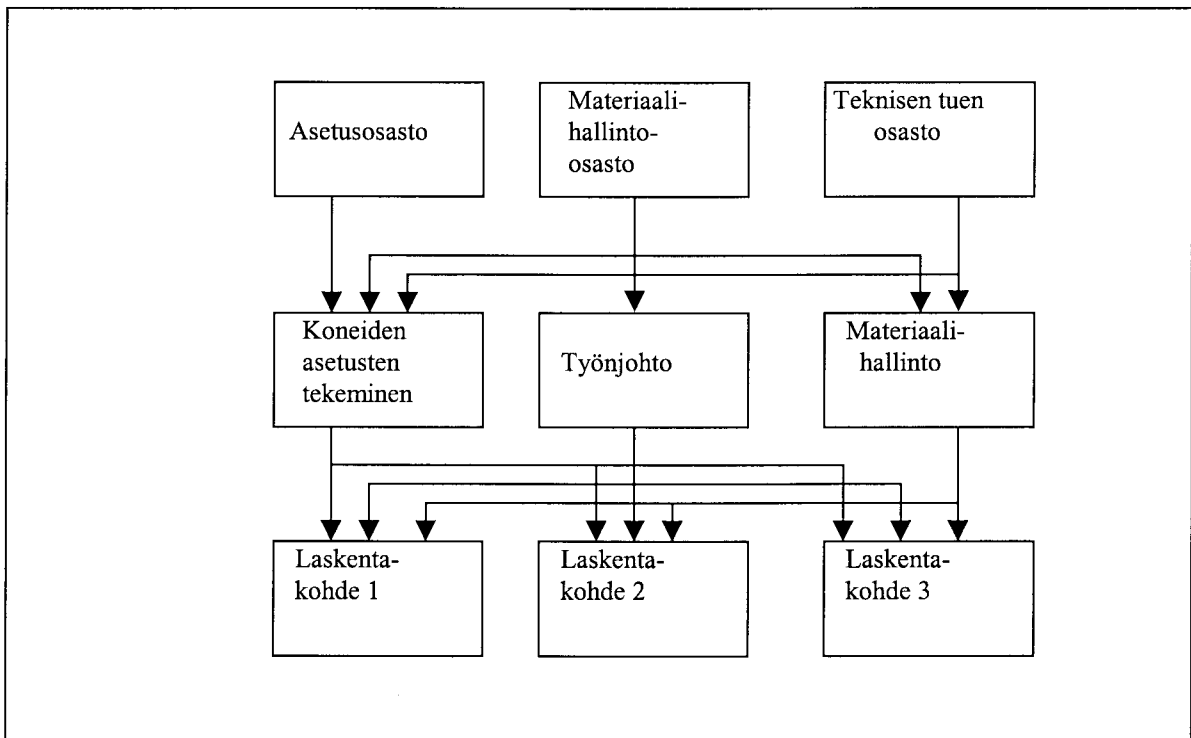 Asetusosasto
Materiaali-
hallinto-
osasto
Teknisen tuen
osasto
Koneiden
asetusten
tekeminen
Työnjohto
Materiaali-
hallinto
Laskenta-
kohde 1
Laskenta-
kohde 2
Laskenta-
kohde 3